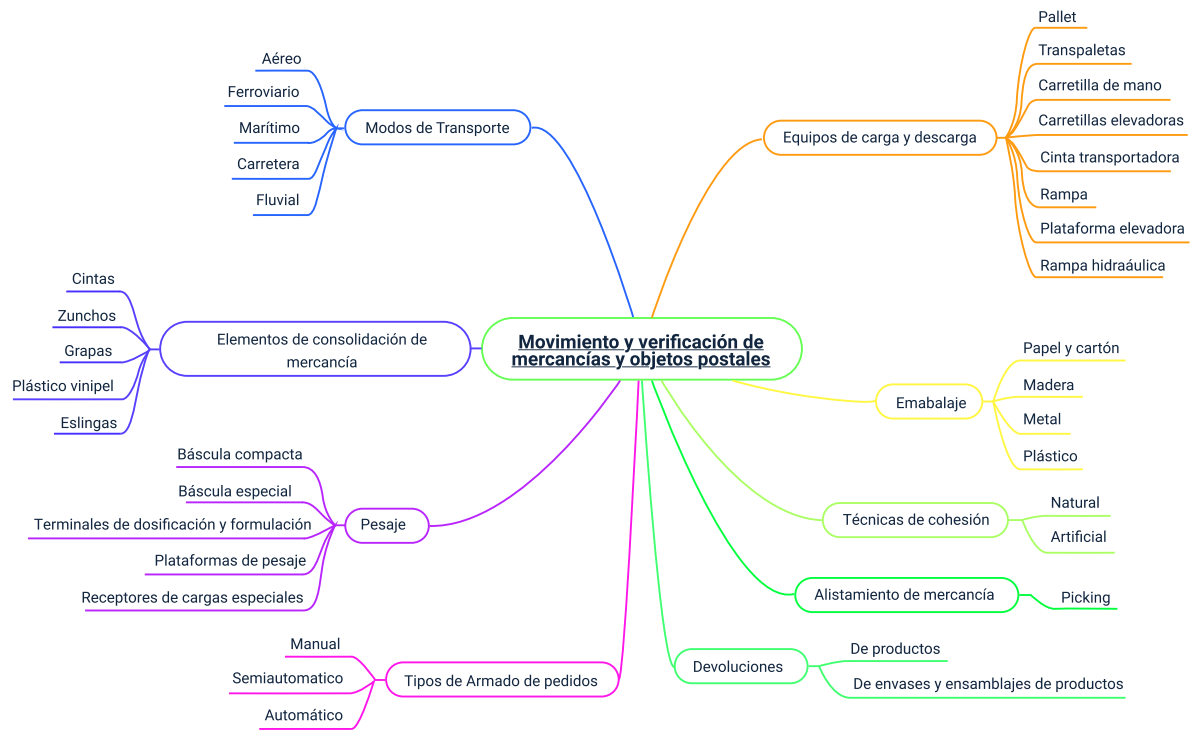 Movimiento y verificación de
mercancías y objetos postales
Modos de Transporte
Aéreo
Ferroviario
Marítimo
Carretera
Fluvial
Elementos de consolidación de
mercancía
Cintas
Zunchos
Grapas
Plástico vinipel
Eslingas
Pesaje
Báscula compacta
Báscula especial
Terminales de dosificación y formulación
Plataformas de pesaje
Receptores de cargas especiales
Tipos de Armado de pedidos
Manual
Semiautomatico
Automático
Equipos de carga y descarga
Pallet
Transpaletas
Carretilla de mano
Carretillas elevadoras
Cinta transportadora
Rampa
Plataforma elevadora
Rampa hidraáulica
Emabalaje
Papel y cartón
Madera
Metal
Plástico
Técnicas de cohesión
Natural
Artificial
Alistamiento de mercancía
Picking
Devoluciones
De productos
De envases y ensamblajes de productos